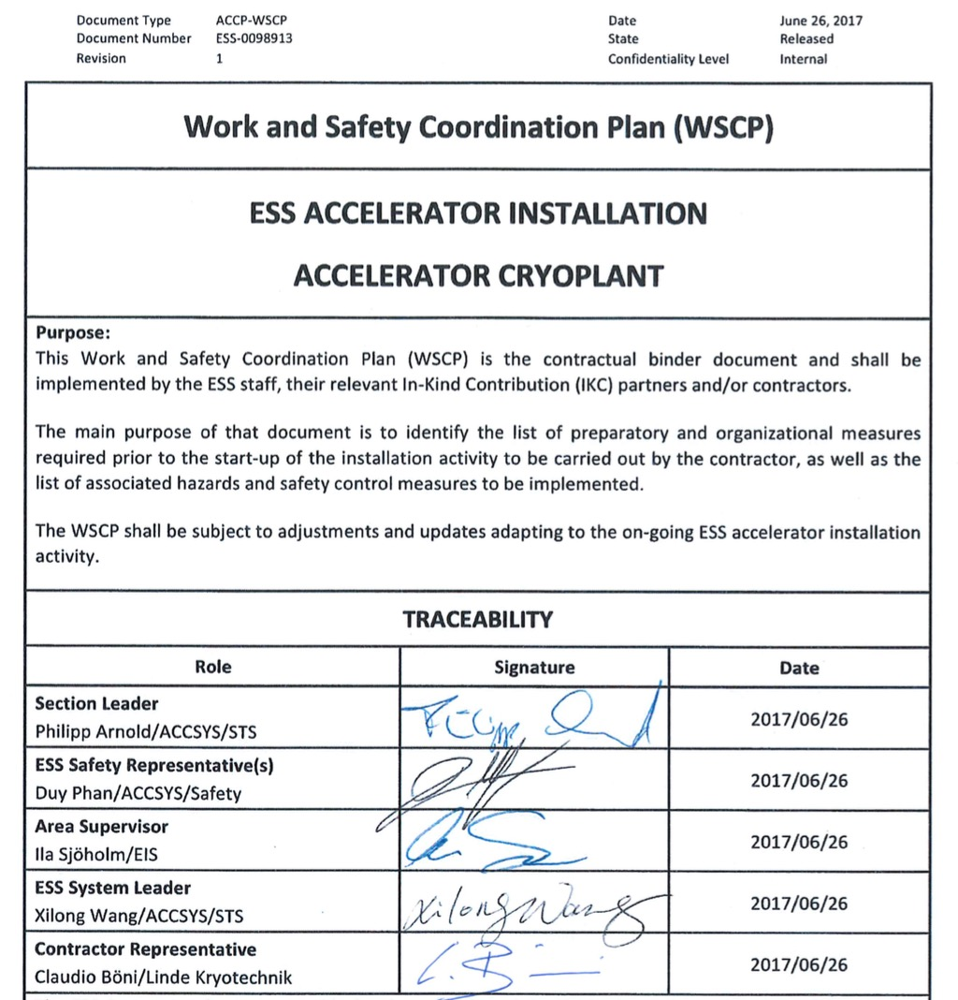 Document Type ACCP-WSCP Date June 26, 2017
Document Number ESS-0098913 State Released
Revision 1 Confidentiality Level Internal
Work and Safety Coordination Plan (WSCP)
ESS ACCELERATOR INSTALLATION
ACCELERATOR CRYOPLANT
Purpose:
This Work and Safety Coordination Plan (WSCP) is the contractual binder document and shall be
implemented by the ESS staff, their relevant In-Kind Contribution (IKC) partners and/or contractors.
The main purpose of that document is to identify the list of preparatory and organizational measures
required prior to the start-up of the installation activity to be carried out by the contractor, as well as the
list of associated hazards and safety control measures to be implemented.
The WSCP shall be subject to adjustments and updates adapting to the on-going ESS accelerator installation
activity.
TRACEABILITY
Role Signature Date
Section Leader
Philipp Arnold/ACCSYS/STS 2017/06/26
ESS Safety Representative(s)
Duy Phan/ACCSYS/Safety 2017/06/26
Area Supervisor
Ila Sjöholm/EIS 2017/06/26
ESS System Leader
Xilong Wang/ACCSYS/STS Xilong Wang 2017/06/26
Contractor Representative
Claudio Böni/Linde Kryotechnik 2017/06/26